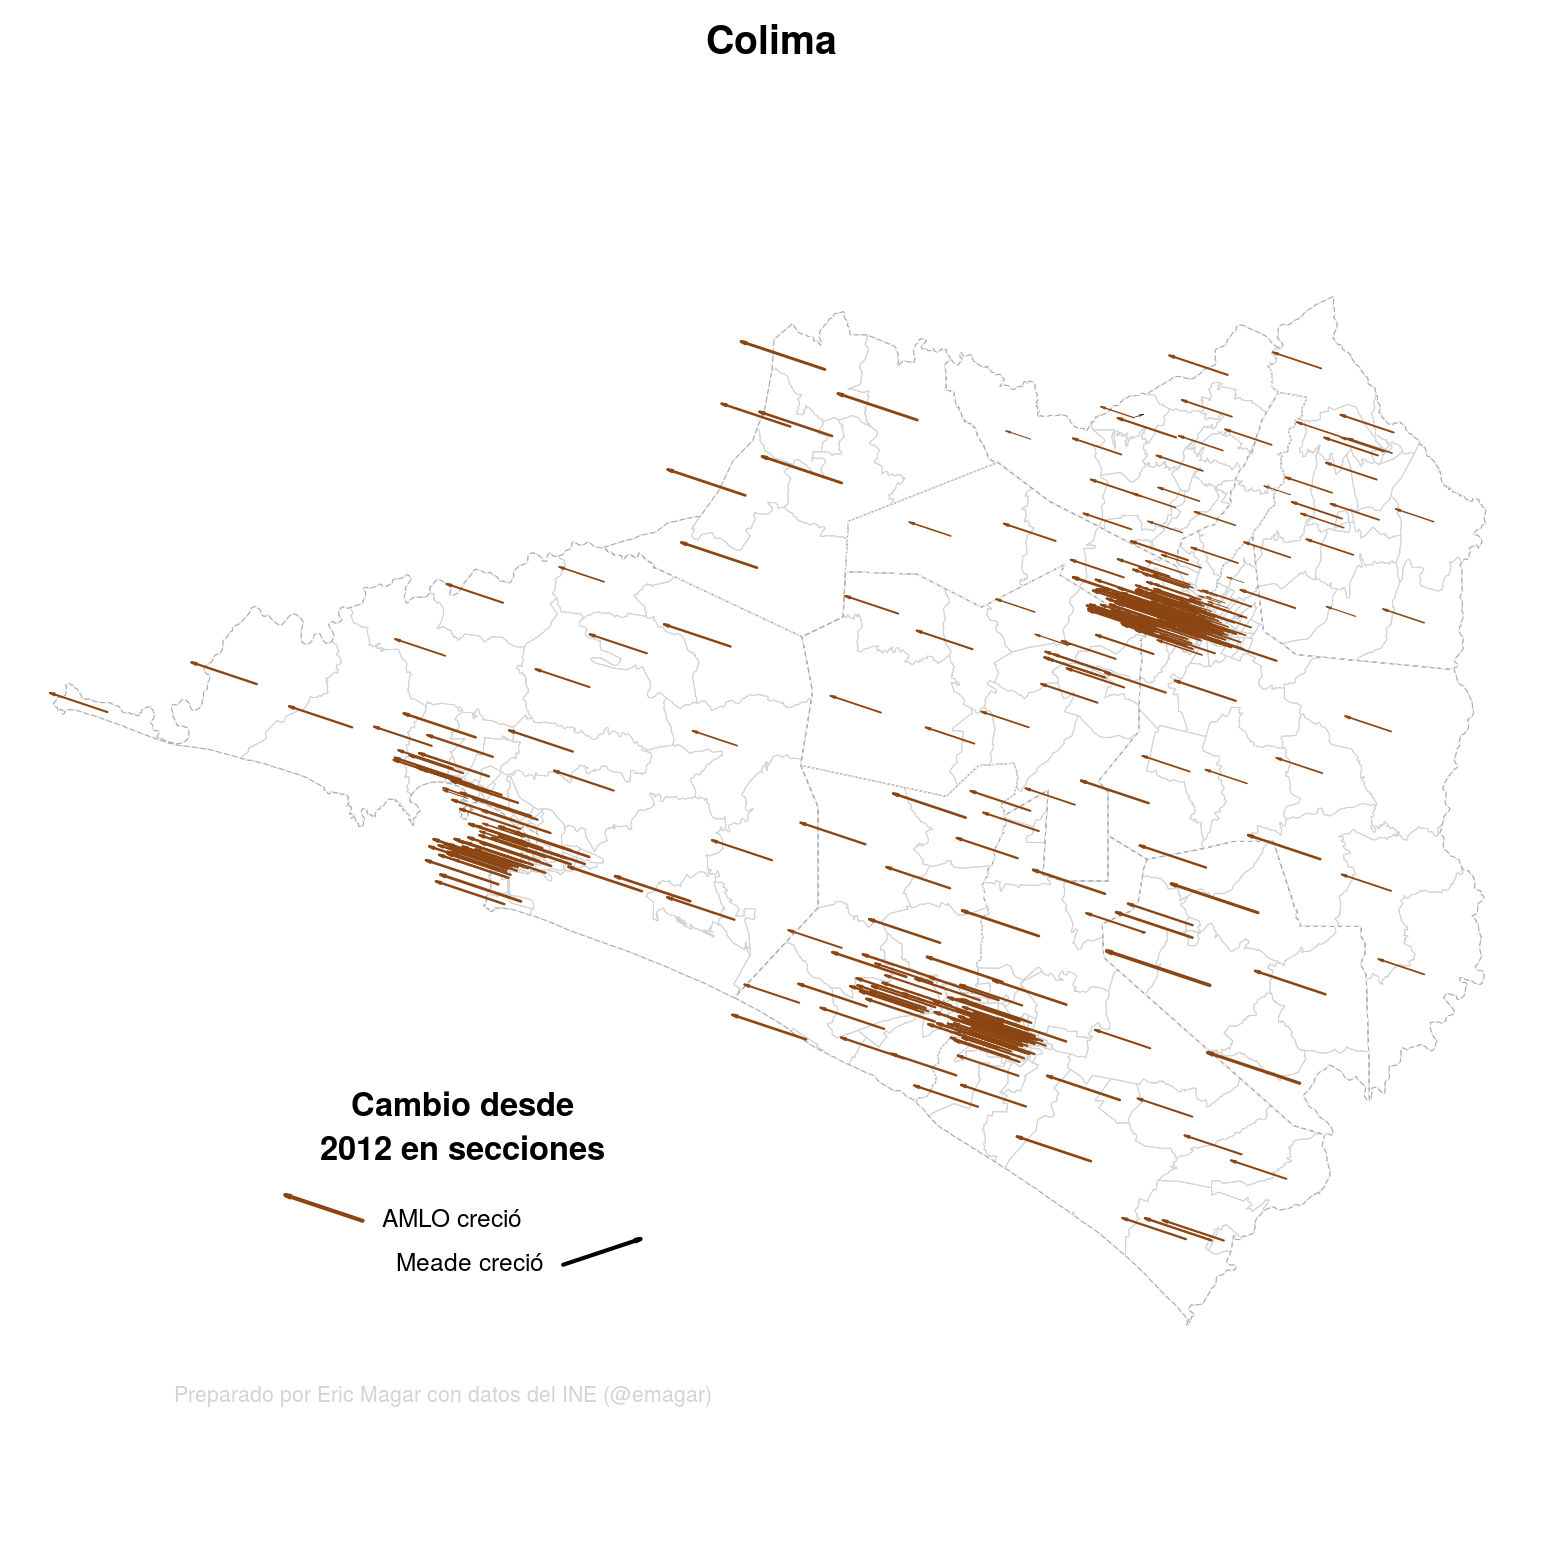 Colima
Cambio desde
2012 en secciones
AMLO creció
Meade creció
Preparado por Eric Magar con datos del INE (@emagar)